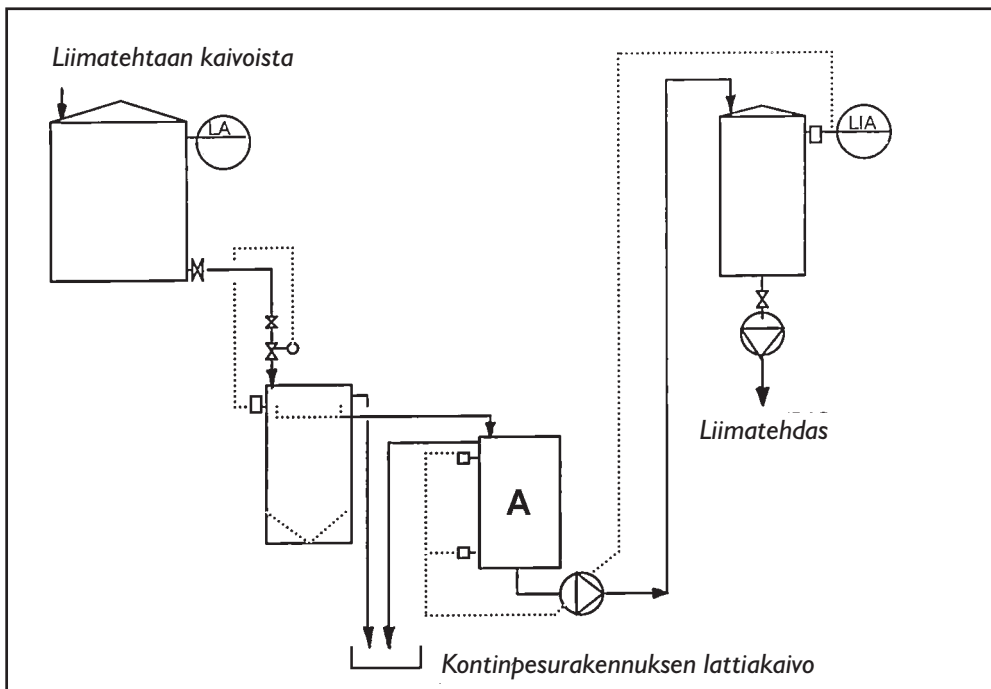 Liimatehtaan kaivoista
LA
LIA
Liimatehdas
A
Kontinpesurakennuksen lattiakaivo